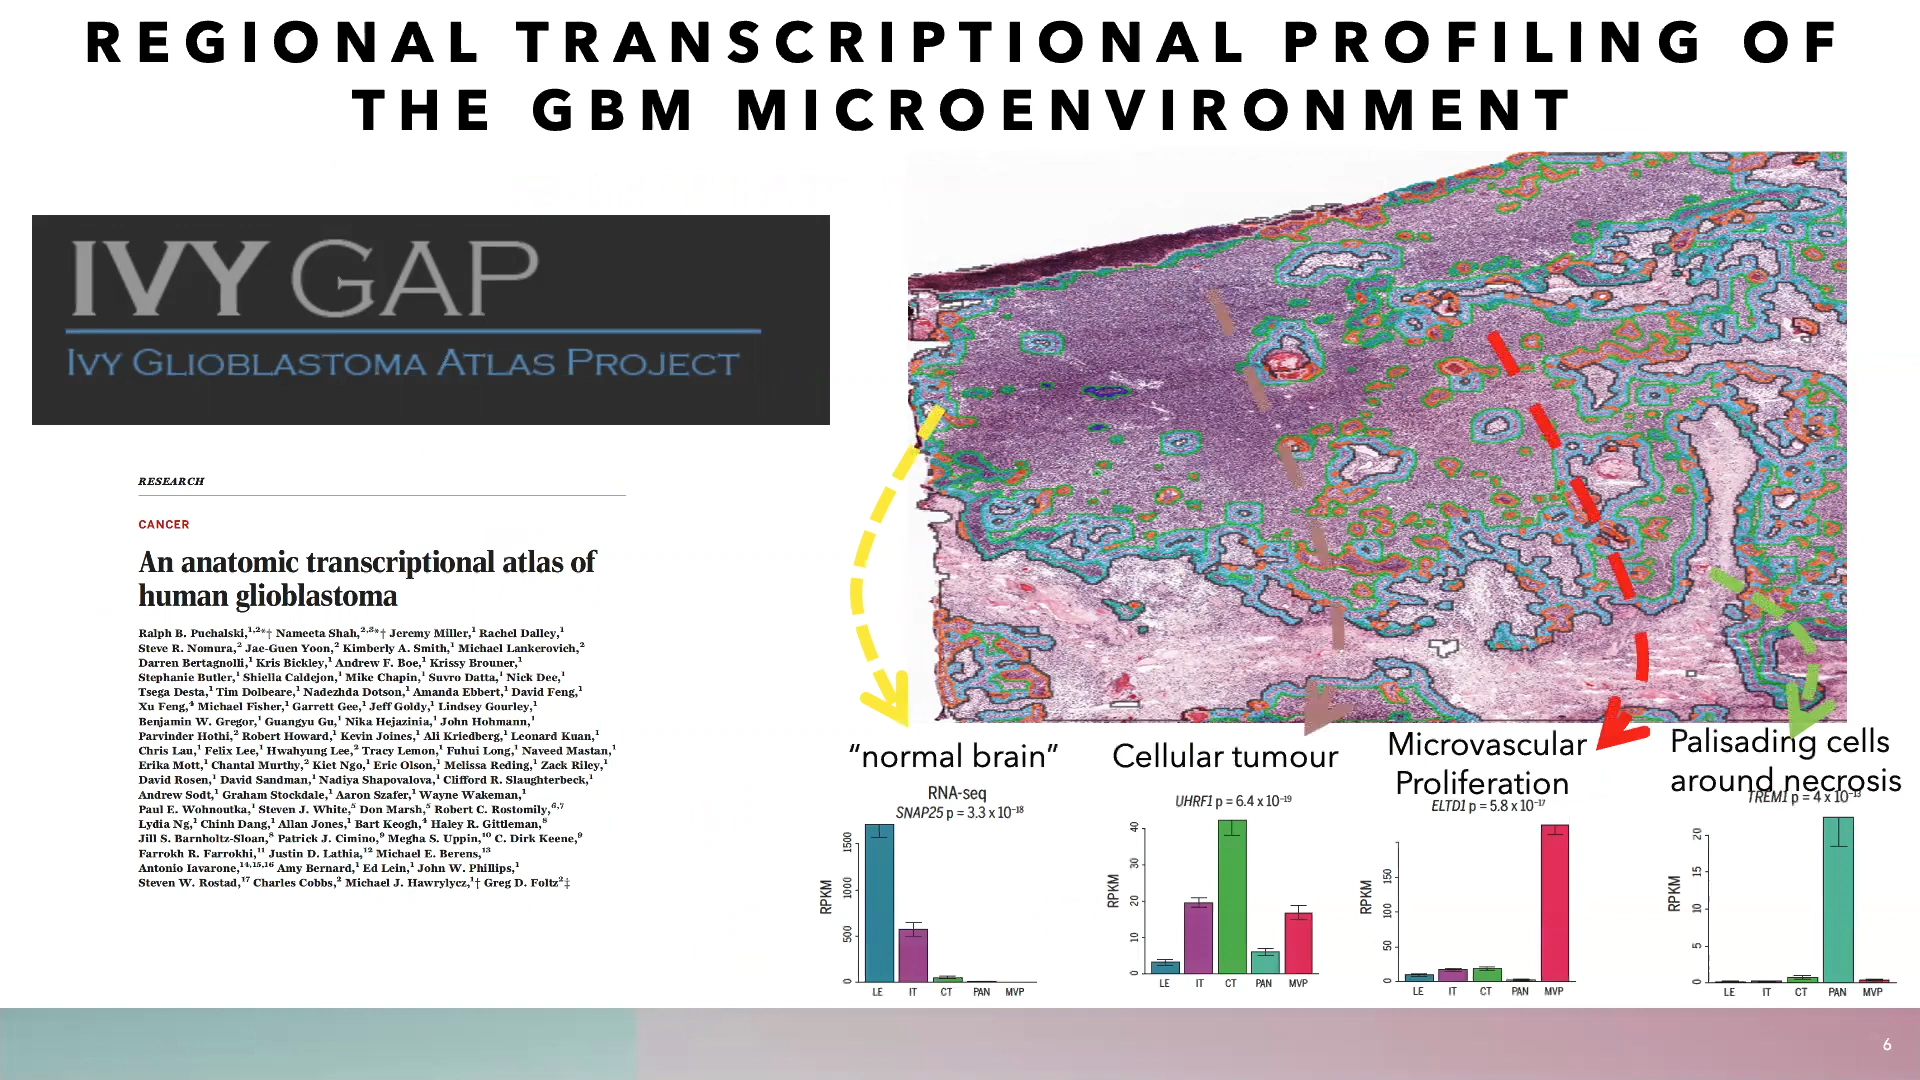 REGIONAL TRANSCRIPTIONAL PROFILING OF
THE GBM MICROENVIRONMENT
IVY GAP
IVY GLIOBLASTOMA ATLAS PROJECT
RESEARCH
CANCER
An anatomic transcriptional atlas of
human glioblastoma
Ralph B. Puchalski,1,2*† Nameeta Shah,2,3*† Jeremy Miller,1 Rachel Dalley,1
Steve R. Nomura,2 Jae-Guen Yoon,2 Kimberly A. Smith,1 Michael Lankerovich,2
Darren Bertagnolli,1 Kris Bickley,1 Andrew F. Boe,1 Krissy Brouner,1
Stephanie Butler,1 Shiella Caldejon,1 Mike Chapin,1 Suvro Datta,1 Nick Dee,1
Tsega Desta,1 Tim Dolbeare,1 Nadezhda Dotson,1 Amanda Ebbert,1 David Feng,1
Xu Feng,4 Michael Fisher,1 Garrett Gee,1 Jeff Goldy,1 Lindsey Gourley,1
Benjamin W. Gregor,1 Guangyu Gu,1 Nika Hejazinia,1 John Hohmann,1
Parvinder Hothi,2 Robert Howard,1 Kevin Joines,1 Ali Kriedberg,1 Leonard Kuan,1
Chris Lau,1 Felix Lee,1 Hwahyung Lee,2 Tracy Lemon,1 Fuhui Long,1 Naveed Mastan,1
Erika Mott,1 Chantal Murthy,2 Kiet Ngo,1 Eric Olson,1 Melissa Reding,1 Zack Riley,1
David Rosen,1 David Sandman,1 Nadiya Shapovalova,1 Clifford R. Slaughterbeck,1
Andrew Sodt,1 Graham Stockdale,1 Aaron Szafer,1 Wayne Wakeman,1
Paul E. Wohnoutka,1 Steven J. White,5 Don Marsh,5 Robert C. Rostomily,6,7
Lydia Ng,1 Chinh Dang,1 Allan Jones,1 Bart Keogh,4 Haley R. Gittleman,8
Jill S. Barnholtz-Sloan,8 Patrick J. Cimino,9 Megha S. Uppin,10 C. Dirk Keene,9
Farrokh R. Farrokhi,11 Justin D. Lathia,12 Michael E. Berens,13
Antonio Iavarone,14,15,16 Amy Bernard,1 Ed Lein,1 John W. Phillips,1
Steven W. Rostad,17 Charles Cobbs,2 Michael J. Hawrylycz,1† Greg D. Foltz2‡
“normal brain”
RNA-seq
SNAP25 p = 3.3 x 10⁻¹⁸
RPKM
1500
1000
500
0
LE IT CT PAN MVP
Cellular tumour
UHRF1 p = 6.4 x 10⁻¹⁹
RPKM
40
30
20
10
0
LE IT CT PAN MVP
Microvascular
Proliferation
ELTD1 p = 5.8 x 10⁻¹⁷
RPKM
150
100
50
0
LE IT CT PAN MVP
Palisading cells
around necrosis
TREM1 p = 4 x 10⁻¹³
RPKM
20
15
10
5
0
LE IT CT PAN MVP
6